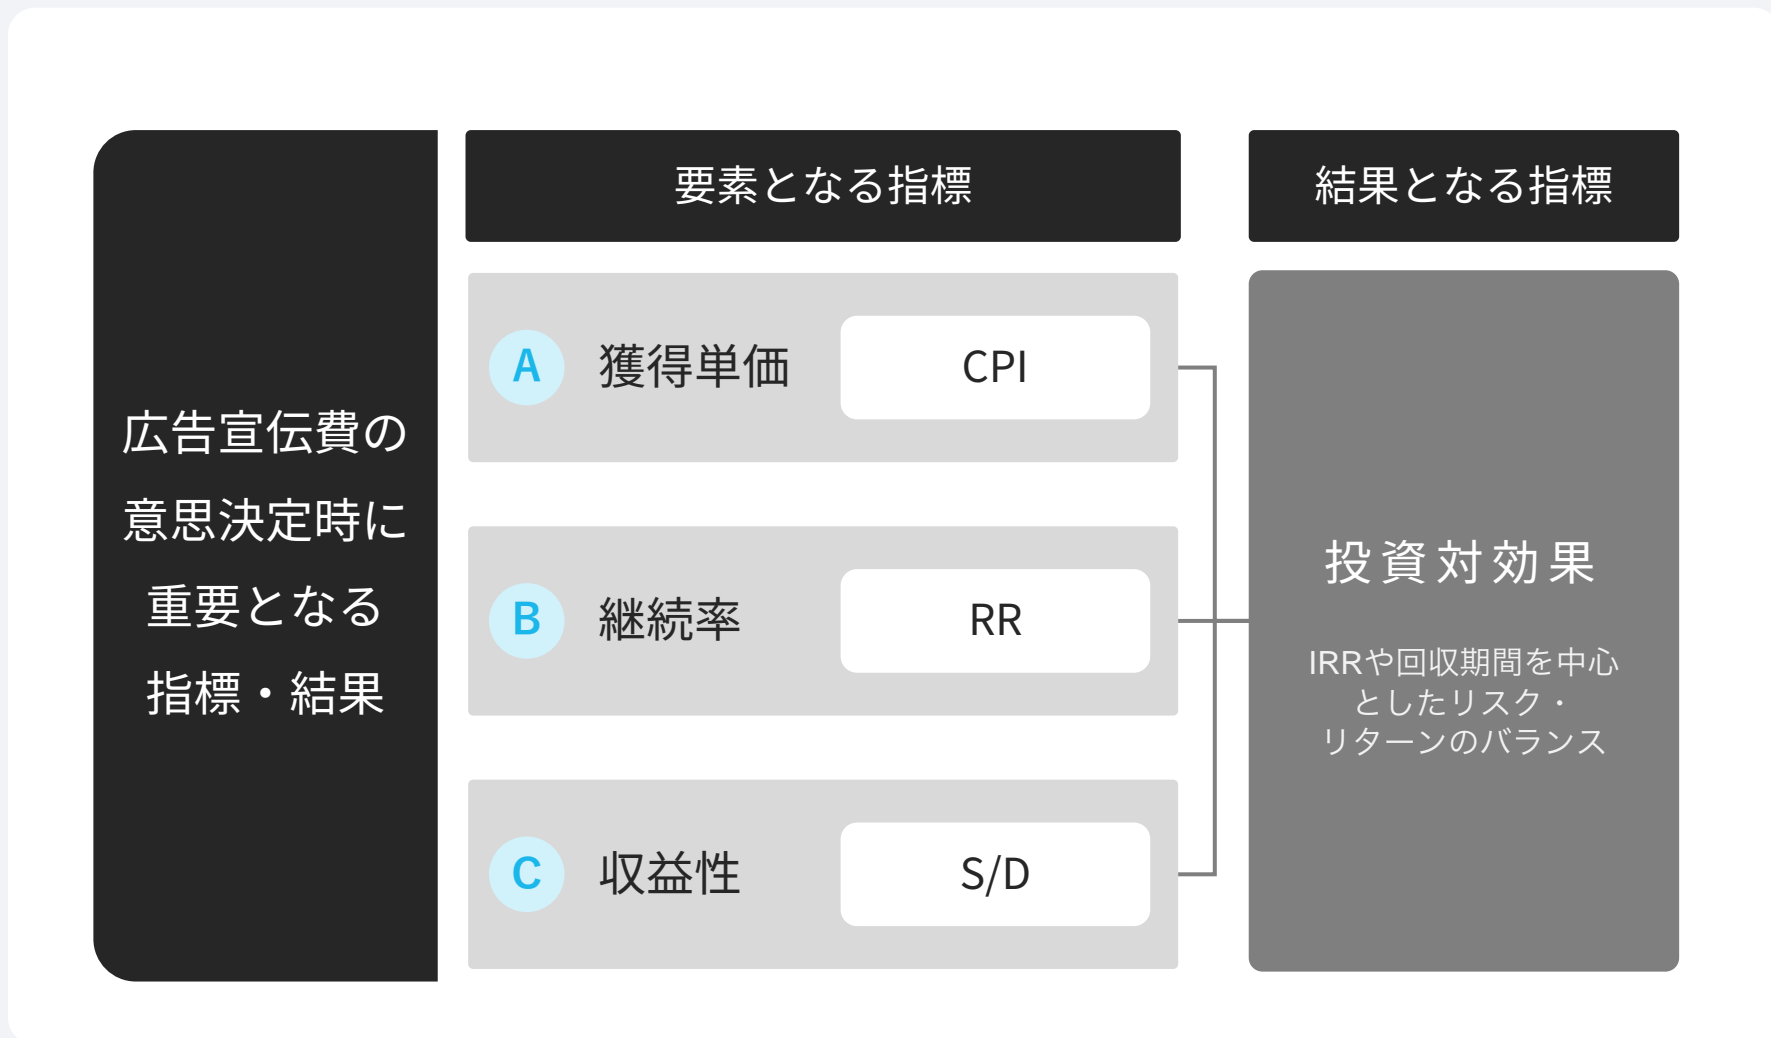 広告宣伝費の
意思決定時に
重要となる
指標・結果
要素となる指標
A 獲得単価 CPI
B 継続率 RR
C 収益性 S/D
結果となる指標
投資対効果
IRRや回収期間を中心
としたリスク・
リターンのバランス